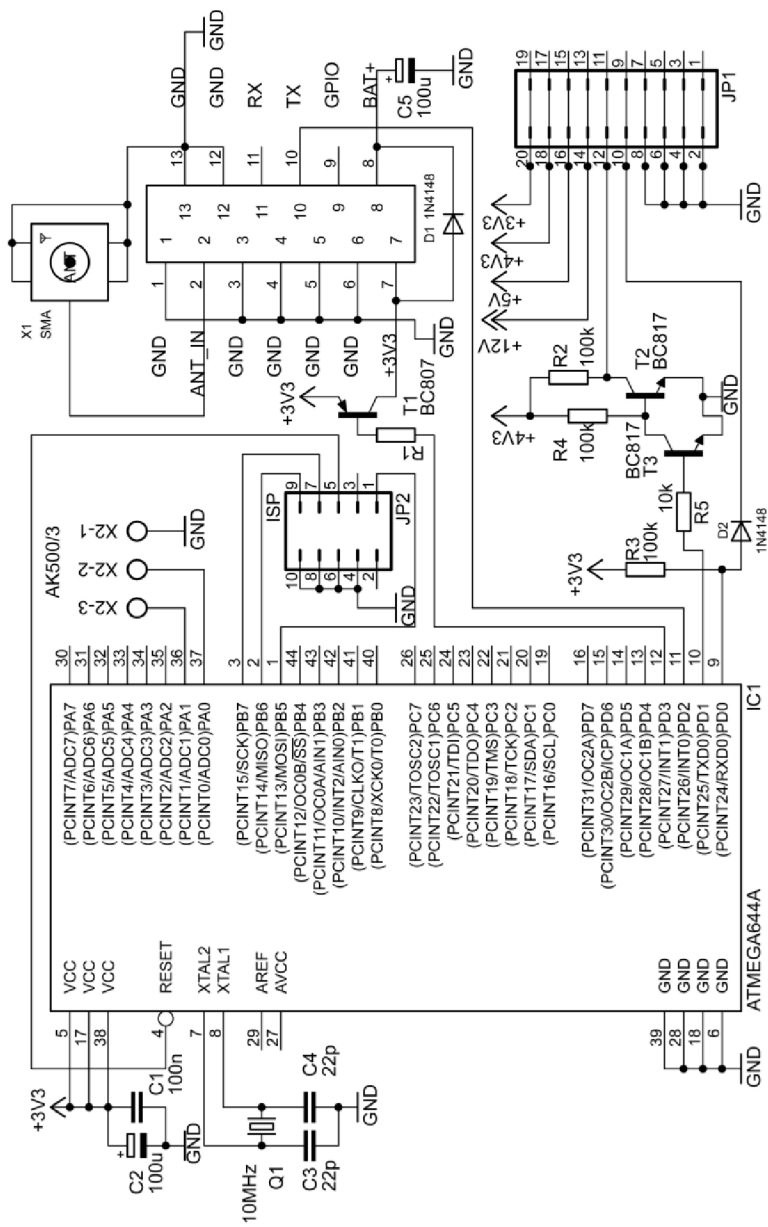 X1
SMA
ANT
GND
GND
GND
RX
TX
GPIO
BAT+
C5
100u
+
GND
13
12
11
10
9
8
13
12
11
10
9
8
1
2
3
4
5
6
7
1
2
3
4
5
6
7
GND
ANT_IN
GND
GND
GND
GND
+3V3
GND
D1 1N4148
+3V3
T1
BC807
R1
AK500/3
X2-3
X2-2
X2-1
GND
ISP
JP2
9
7
5
3
1
10
8
6
4
2
GND
JP1
19
17
15
13
11
9
7
5
3
1
20
18
16
14
12
10
8
6
4
2
GND
+3V3
+4V3
+5V
+12V
+4V3
R2
100k
R4
100k
T2
BC817
BC817
T3
GND
10k
R5
+3V3
R3
100k
D2
1N4148
30
31
32
33
34
35
36
37
3
2
1
44
43
42
41
40
26
25
24
23
22
21
20
19
16
15
14
13
12
11
10
9
(PCINT7/ADC7)PA7
(PCINT6/ADC6)PA6
(PCINT5/ADC5)PA5
(PCINT4/ADC4)PA4
(PCINT3/ADC3)PA3
(PCINT2/ADC2)PA2
(PCINT1/ADC1)PA1
(PCINT0/ADC0)PA0
(PCINT15/SCK)PB7
(PCINT14/MISO)PB6
(PCINT13/MOSI)PB5
(PCINT12/OC0B/SS)PB4
(PCINT11/OC0A/AIN1)PB3
(PCINT10/INT2/AIN0)PB2
(PCINT9/CLKO/T1)PB1
(PCINT8/XCK0/T0)PB0
(PCINT23/TOSC2)PC7
(PCINT22/TOSC1)PC6
(PCINT21/TDI)PC5
(PCINT20/TDO)PC4
(PCINT19/TMS)PC3
(PCINT18/TCK)PC2
(PCINT17/SDA)PC1
(PCINT16/SCL)PC0
(PCINT31/OC2A)PD7
(PCINT30/OC2B/ICP)PD6
(PCINT29/OC1A)PD5
(PCINT28/OC1B)PD4
(PCINT27/INT1)PD3
(PCINT26/INT0)PD2
(PCINT25/TXD0)PD1
(PCINT24/RXD0)PD0
IC1
ATMEGA644A
VCC
VCC
VCC
RESET
XTAL2
XTAL1
AREF
AVCC
GND
GND
GND
GND
5
17
38
4
7
8
29
27
39
28
18
6
+3V3
C1
100n
C2
100u
+
GND
10MHz
Q1
C4
22p
C3
22p
GND
GND